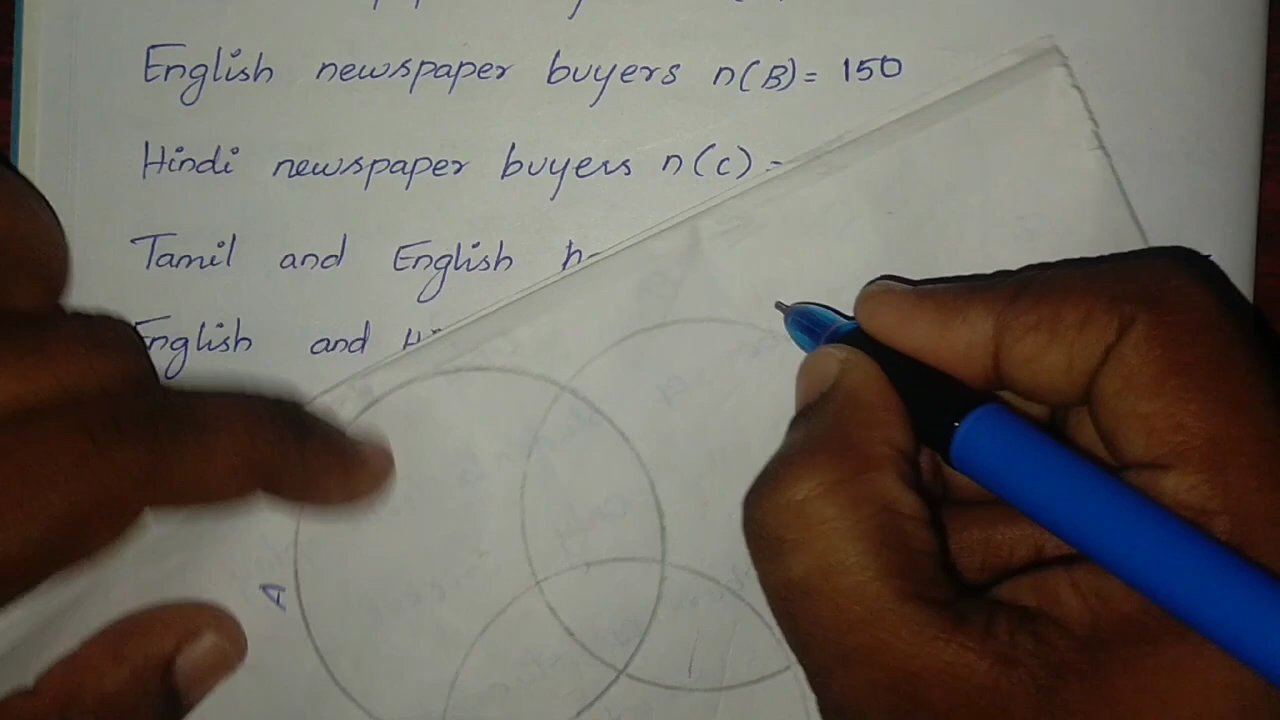 English newspaper buyers n(B) = 150
Hindi newspaper buyers n(C) =
Tamil and English
English and
A